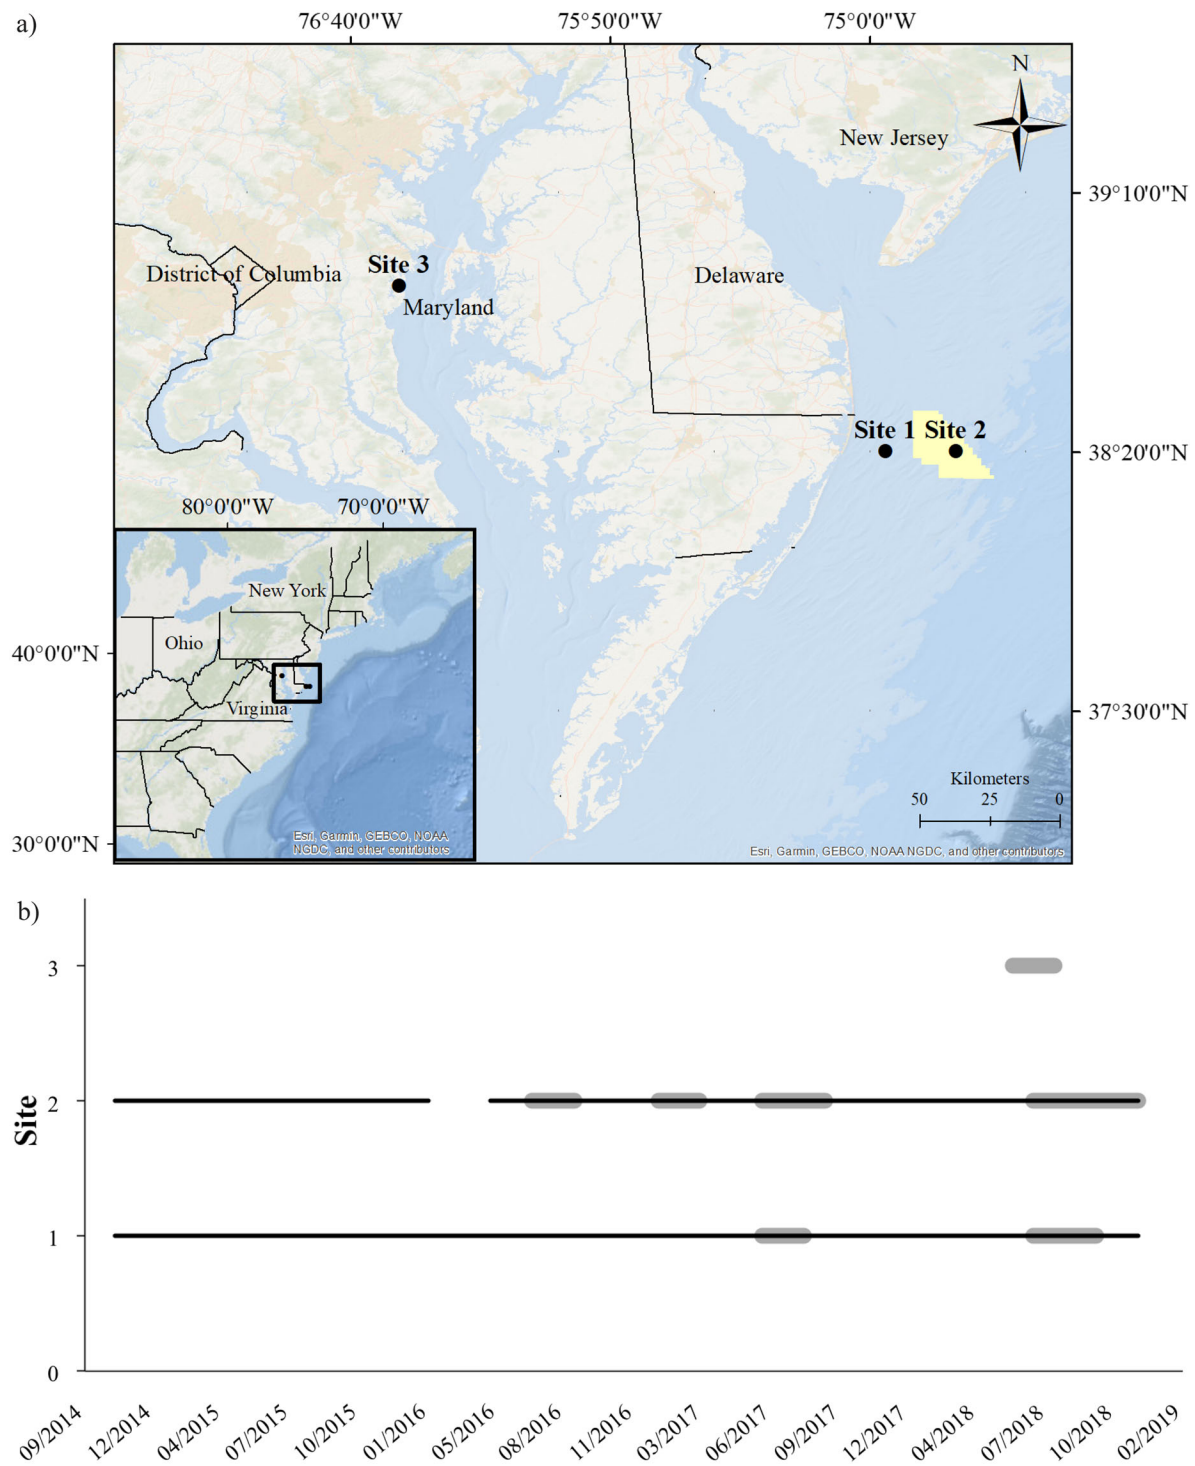 a)
76°40'0"W
75°50'0"W
75°0'0"W
N
New Jersey
39°10'0"N
Site 3
District of Columbia
Delaware
Maryland
Site 1
Site 2
38°20'0"N
80°0'0"W
70°0'0"W
New York
Ohio
40°0'0"N
Virginia
37°30'0"N
Kilometers
50
25
0
Esri, Garmin, GEBCO, NOAA
NGDC, and other contributors
30°0'0"N
Esri, Garmin, GEBCO, NOAA NGDC, and other contributors
b)
3
2
Site
1
0
09/2014
12/2014
04/2015
07/2015
10/2015
01/2016
05/2016
08/2016
11/2016
03/2017
06/2017
09/2017
12/2017
04/2018
07/2018
10/2018
02/2019